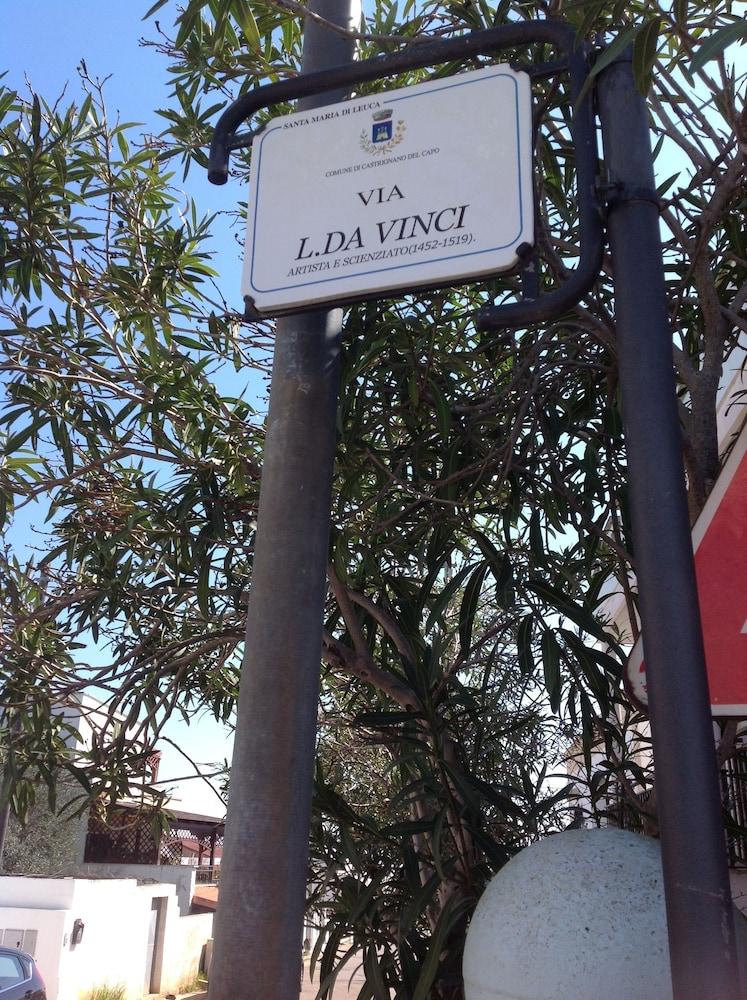 SANTA MARIA DI LEUCA
COMUNE DI CASTRIGNANO DEL CAPO
VIA
L.DA VINCI
ARTISTA E SCIENZIATO(1452-1519).